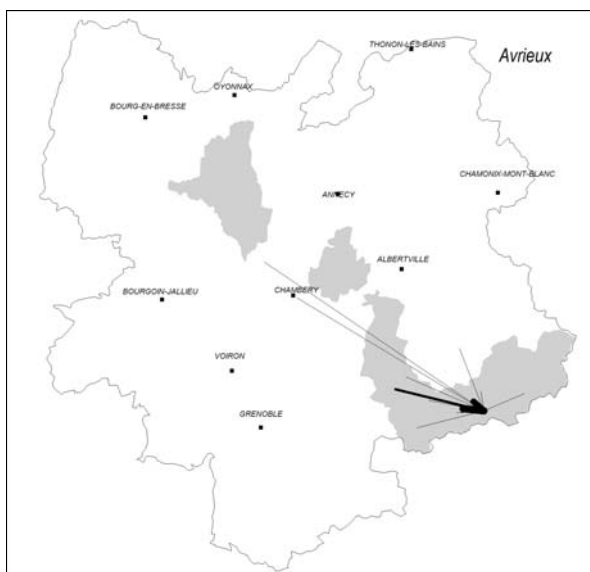 THONON-LES-BAINS
Avrieux
OYONNAX
BOURG-EN-BRESSE
CHAMONIX-MONT-BLANC
ANNECY
ALBERTVILLE
BOURGOIN-JALLIEU
CHAMBERY
VOIRON
GRENOBLE